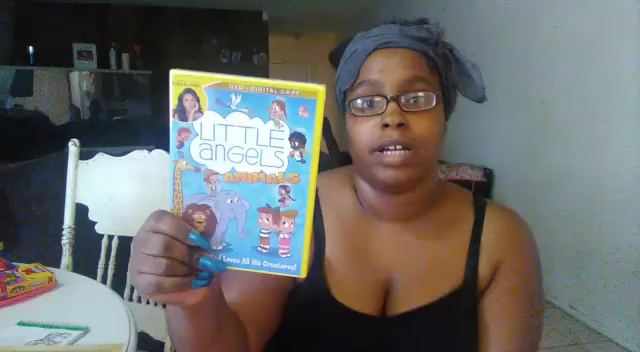 DVD + DIGITAL COPY
LITTLE
angels
ANIMALS
Loves All His Creatures!